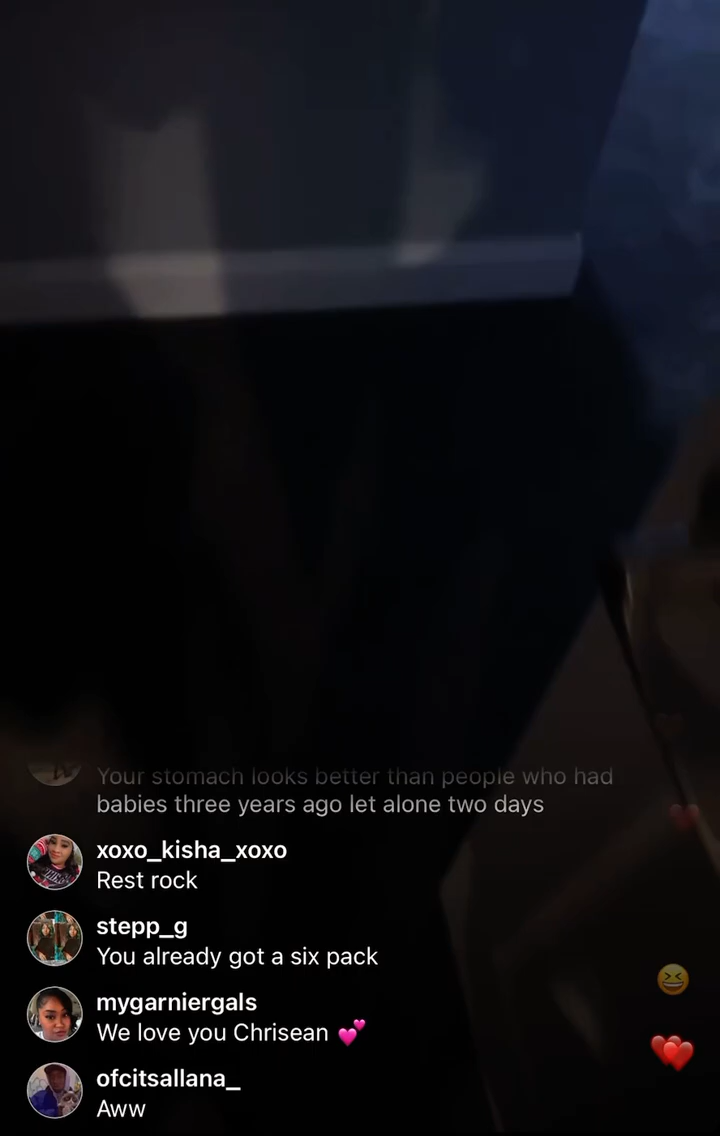 Your stomach looks better than people who had
babies three years ago let alone two days
xoxo_kisha_xoxo
Rest rock
stepp_g
You already got a six pack
mygarniergals
We love you Chrisean 💕
ofcitsallana_
Aww